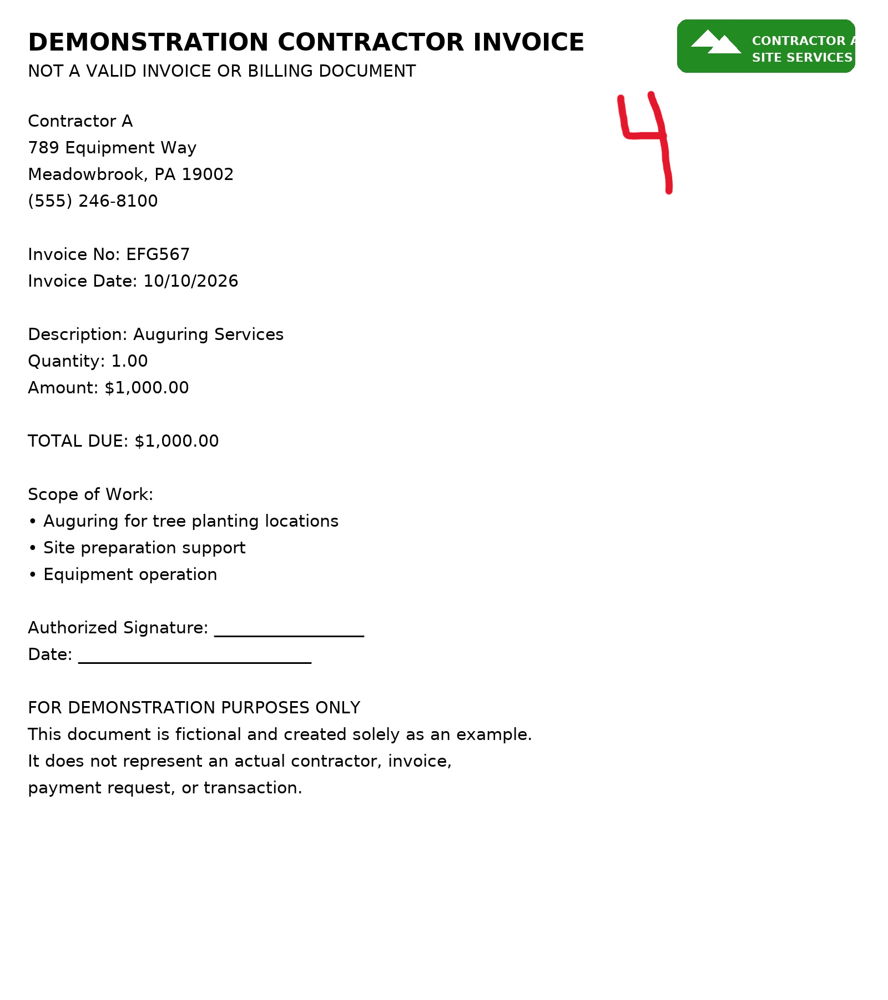 DEMONSTRATION CONTRACTOR INVOICE
NOT A VALID INVOICE OR BILLING DOCUMENT
CONTRACTOR A
SITE SERVICES
4
Contractor A
789 Equipment Way
Meadowbrook, PA 19002
(555) 246-8100
Invoice No: EFG567
Invoice Date: 10/10/2026
Description: Auguring Services
Quantity: 1.00
Amount: $1,000.00
TOTAL DUE: $1,000.00
Scope of Work:
• Auguring for tree planting locations
• Site preparation support
• Equipment operation
Authorized Signature: __________________
Date: ____________________________
FOR DEMONSTRATION PURPOSES ONLY
This document is fictional and created solely as an example.
It does not represent an actual contractor, invoice,
payment request, or transaction.